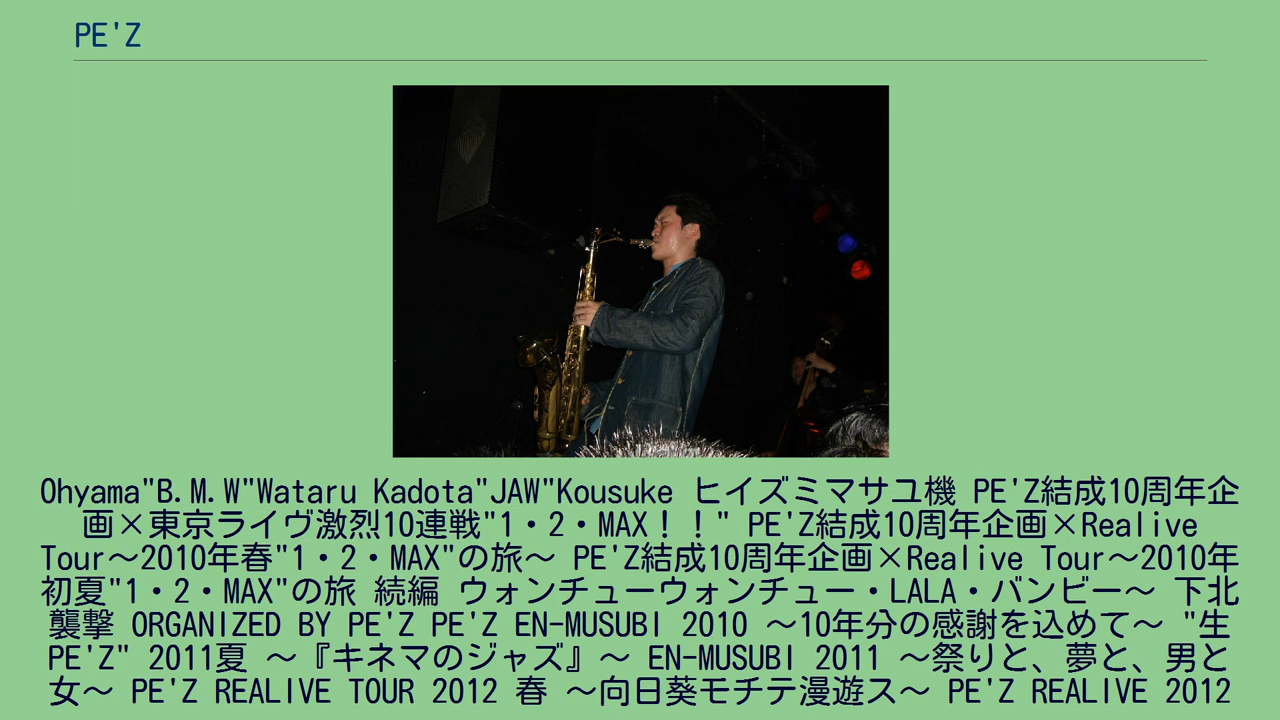 PE'Z
Ohyama"B.M.W"Wataru Kadota"JAW"Kousuke ヒイズミマサユ機 PE'Z結成10周年企
画×東京ライヴ激烈10連戦"1・2・MAX！！" PE'Z結成10周年企画×Realive
Tour～2010年春"1・2・MAX"の旅～ PE'Z結成10周年企画×Realive Tour～2010年
初夏"1・2・MAX"の旅 続編 ウォンチューウォンチュー・LALA・バンビー～ 下北
襲撃 ORGANIZED BY PE'Z PE'Z EN-MUSUBI 2010 ～10年分の感謝を込めて～ "生
PE'Z" 2011夏 ～『キネマのジャズ』～ EN-MUSUBI 2011 ～祭りと、夢と、男と
女～ PE'Z REALIVE TOUR 2012 春 ～向日葵モチテ漫遊ス～ PE'Z REALIVE 2012